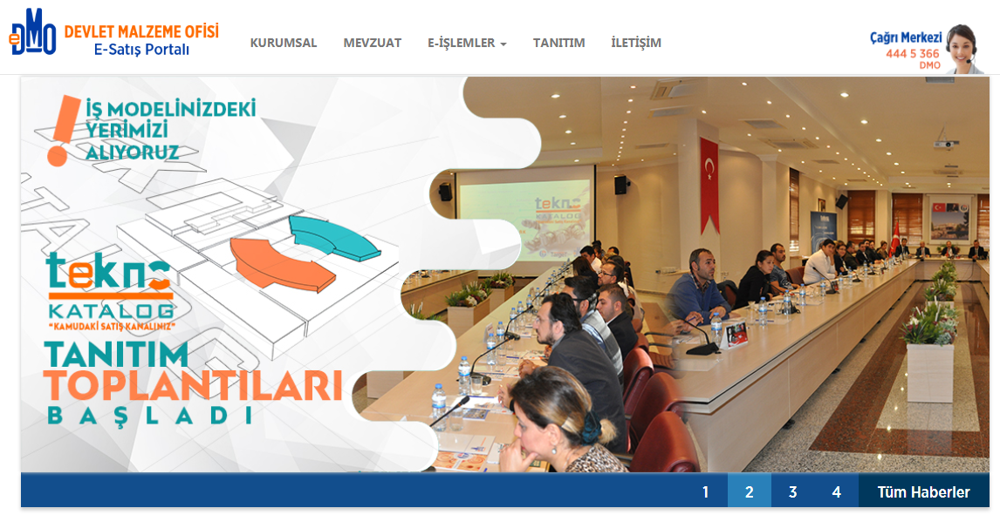 eDMO
DEVLET MALZEME OFİSİ
E-Satış Portalı
KURUMSAL
MEVZUAT
E-İŞLEMLER
TANITIM
İLETİŞİM
Çağrı Merkezi
444 5 366
DMO
! İŞ MODELİNİZDEKİ
YERİMİZİ
ALIYORUZ
tekno
KATALOG
"KAMUDAKİ SATIŞ KANALINIZ"
TANITIM
TOPLANTILARI
BAŞLADI
tekno
KATALOG
1
2
3
4
Tüm Haberler